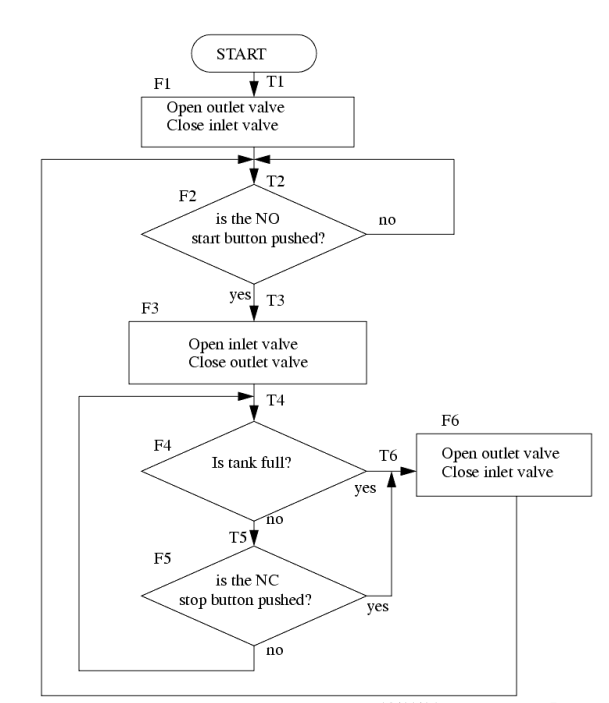 START
T1
F1
Open outlet valve
Close inlet valve
T2
F2
is the NO
start button pushed?
no
yes
T3
F3
Open inlet valve
Close outlet valve
T4
F4
Is tank full?
T6
yes
F6
Open outlet valve
Close inlet valve
no
T5
F5
is the NC
stop button pushed?
yes
no